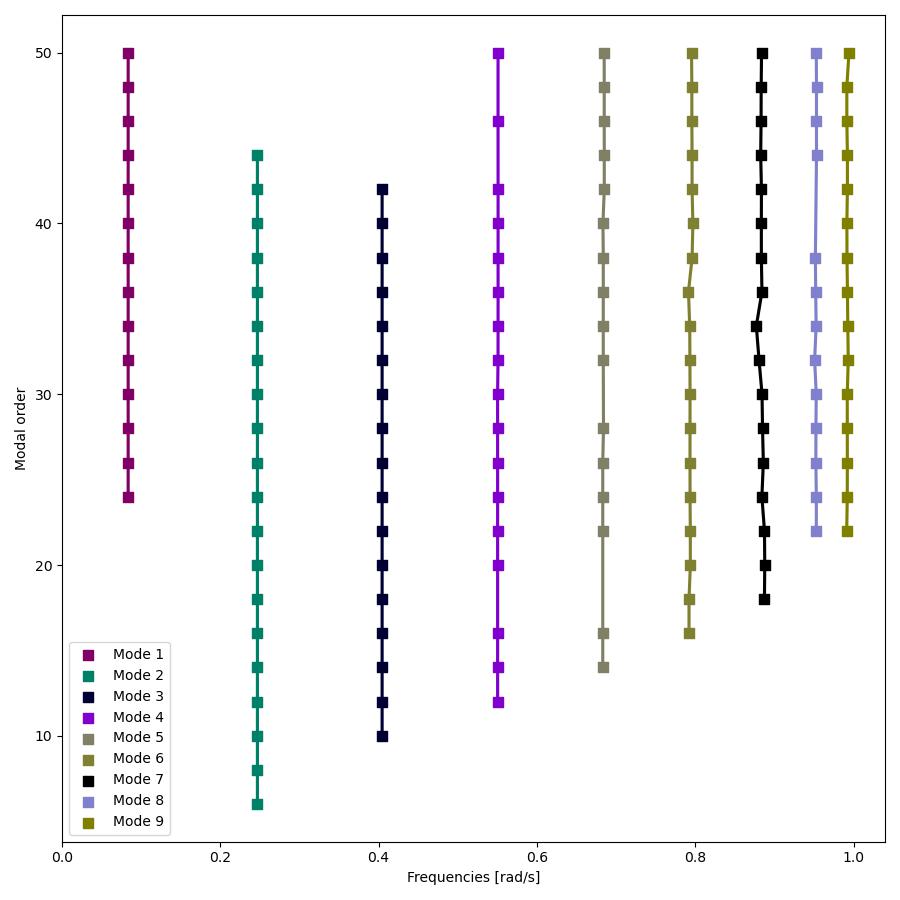 50
40
30
20
10
Modal order
Mode 1
Mode 2
Mode 3
Mode 4
Mode 5
Mode 6
Mode 7
Mode 8
Mode 9
0.0 0.2 0.4 0.6 0.8 1.0
Frequencies [rad/s]